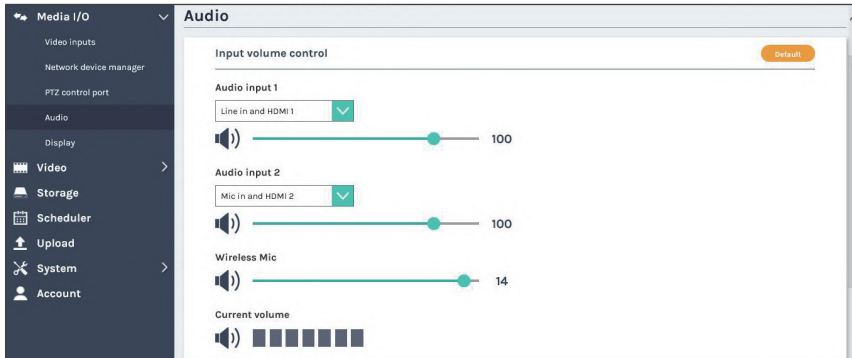 Media I/O
Video inputs
Network device manager
PTZ control port
Audio
Display
Video
Storage
Scheduler
Upload
System
Account
Audio
Input volume control
Default
Audio input 1
Line in and HDMI 1
100
Audio input 2
Mic in and HDMI 2
100
Wireless Mic
14
Current volume